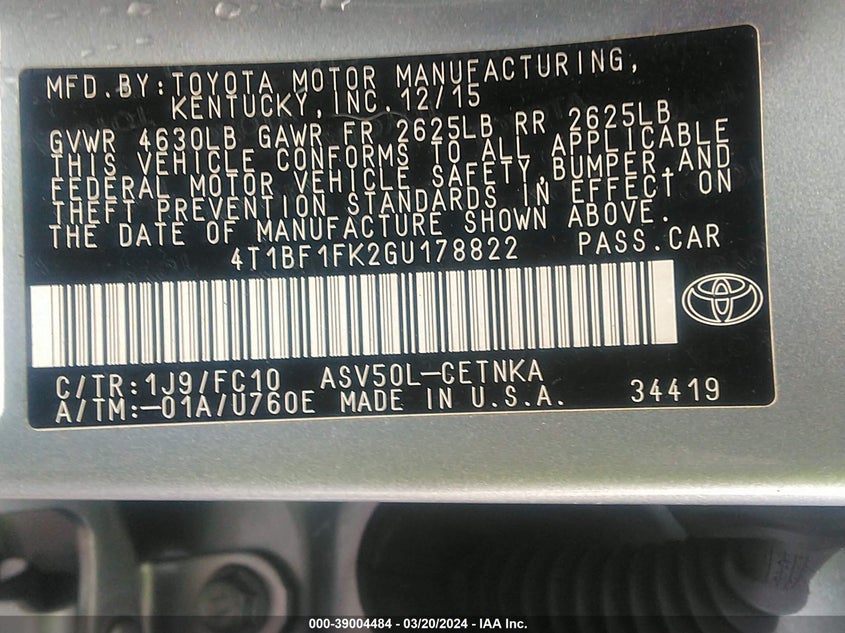 MFD.BY:TOYOTA MOTOR MANUFACTURING,
KENTUCKY,INC.12/15
GVWR 4630LB GAWR FR 2625LB RR 2625LB
THIS VEHICLE CONFORMS TO ALL APPLICABLE
FEDERAL MOTOR VEHICLE SAFETY,BUMPER,AND
THEFT PREVENTION STANDARDS IN EFFECT ON
THE DATE OF MANUFACTURE SHOWN ABOVE.
4T1BF1FK2GU178822 PASS.CAR
C/TR:1J9/FC10 ASV50L-CETNKA
A/TM:-01A/U760E MADE IN U.S.A. 34419
000-39004484 - 03/20/2024 - IAA Inc.